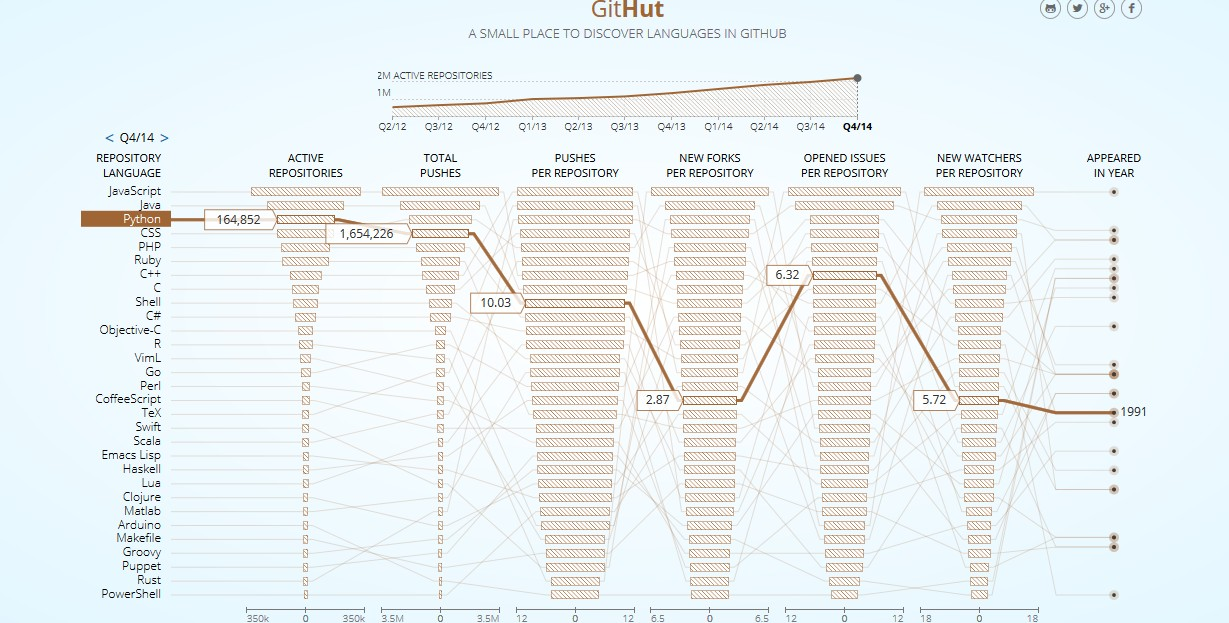 GitHut
A SMALL PLACE TO DISCOVER LANGUAGES IN GITHUB
2M ACTIVE REPOSITORIES
1M
Q2/12 Q3/12 Q4/12 Q1/13 Q2/13 Q3/13 Q4/13 Q1/14 Q2/14 Q3/14 Q4/14
< Q4/14 >
REPOSITORY ACTIVE TOTAL PUSHES NEW FORKS OPENED ISSUES NEW WATCHERS APPEARED
LANGUAGE REPOSITORIES PUSHES PER REPOSITORY PER REPOSITORY PER REPOSITORY PER REPOSITORY IN YEAR
JavaScript
Java
Python 164,852
CSS 1,654,226
PHP
Ruby
C++ 6.32
C
Shell 10.03
C#
Objective-C
R
VimL
Go
Perl
CoffeeScript 2.87 5.72
TeX 1991
Swift
Scala
Emacs Lisp
Haskell
Lua
Clojure
Matlab
Arduino
Makefile
Groovy
Puppet
Rust
PowerShell
350k 0 350k 3.5M 0 3.5M 12 0 12 6.5 0 6.5 12 0 12 18 0 18